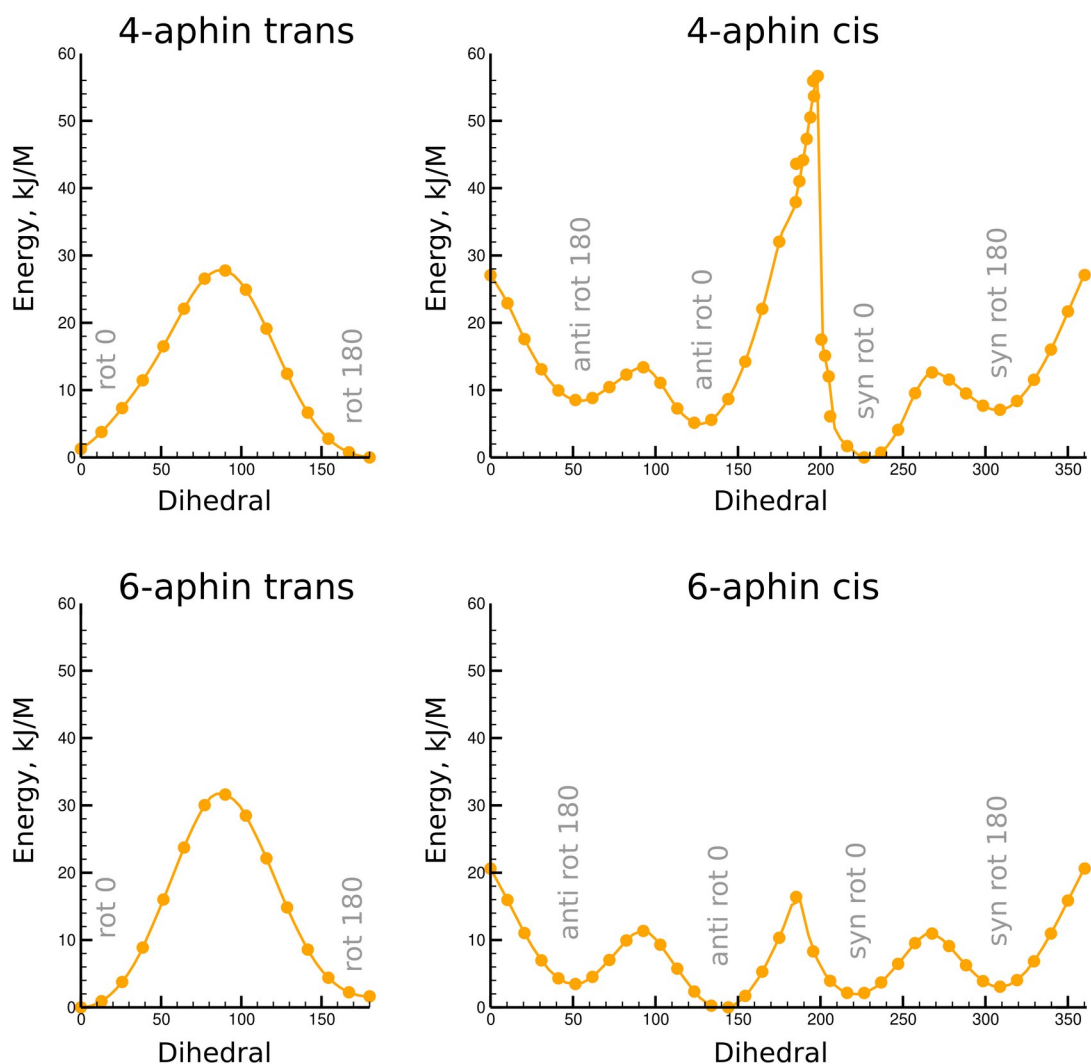 4-aphin trans
60
50
40
30
20
10
0
Energy, kJ/M
rot 0
rot 180
0 50 100 150
Dihedral
4-aphin cis
60
50
40
30
20
10
0
Energy, kJ/M
anti rot 180
anti rot 0
syn rot 0
syn rot 180
0 50 100 150 200 250 300 350
Dihedral
6-aphin trans
60
50
40
30
20
10
0
Energy, kJ/M
rot 0
rot 180
0 50 100 150
Dihedral
6-aphin cis
60
50
40
30
20
10
0
Energy, kJ/M
anti rot 180
anti rot 0
syn rot 0
syn rot 180
0 50 100 150 200 250 300 350
Dihedral